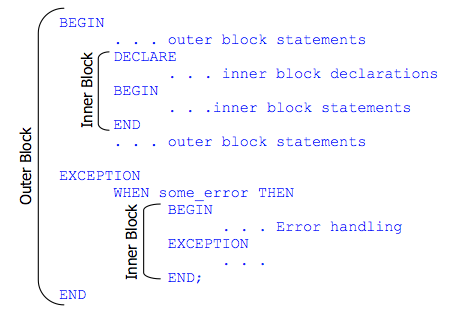 BEGIN
. . . outer block statements
DECLARE
. . . inner block declarations
BEGIN
. . .inner block statements
END
. . . outer block statements
EXCEPTION
WHEN some_error THEN
BEGIN
. . . Error handling
EXCEPTION
. . .
END;
END
Outer Block
Inner Block
Inner Block